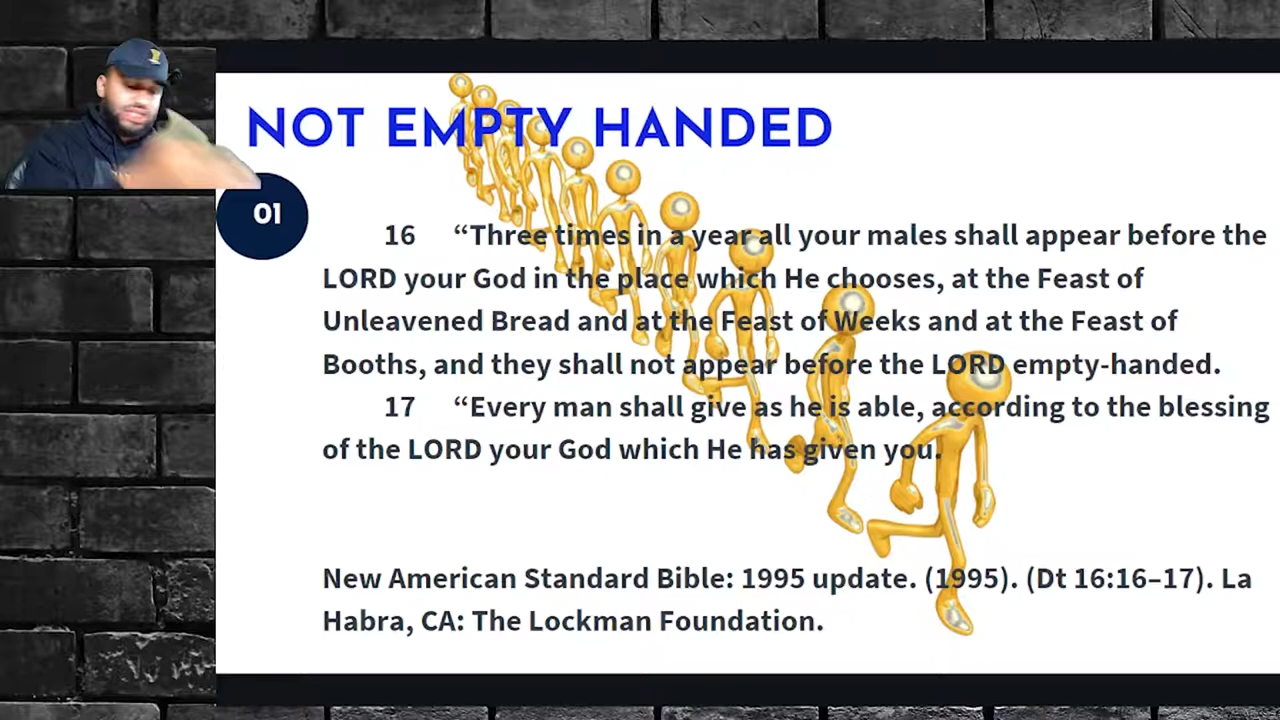 NOT EMPTY HANDED
01
16 “Three times in a year all your males shall appear before the
LORD your God in the place which He chooses, at the Feast of
Unleavened Bread and at the Feast of Weeks and at the Feast of
Booths, and they shall not appear before the LORD empty-handed.
17 “Every man shall give as he is able, according to the blessing
of the LORD your God which He has given you.
New American Standard Bible: 1995 update. (1995). (Dt 16:16–17). La
Habra, CA: The Lockman Foundation.